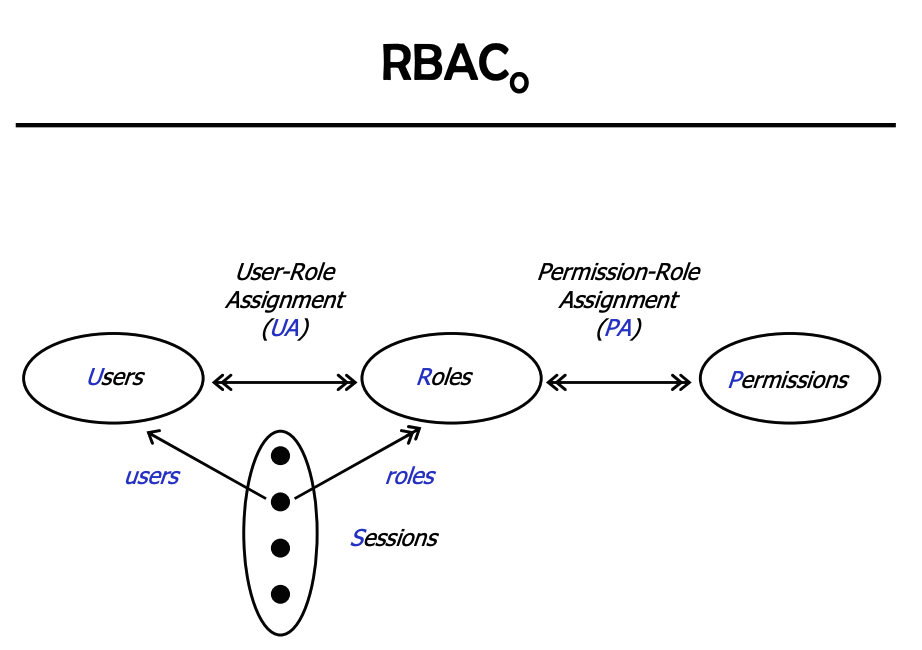 RBAC₀
User-Role
Assignment
(UA)
Permission-Role
Assignment
(PA)
Users
Roles
Permissions
users
roles
Sessions